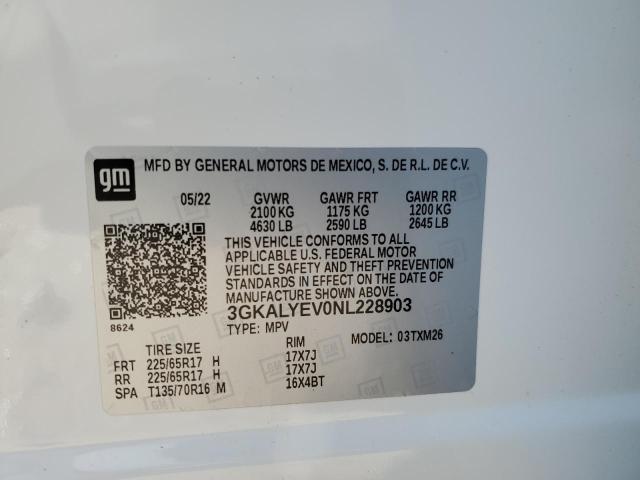 gm
MFD BY GENERAL MOTORS DE MEXICO, S. DE R.L. DE C.V.
05/22 GVWR GAWR FRT GAWR RR
2100 KG 1175 KG 1200 KG
4630 LB 2590 LB 2645 LB
THIS VEHICLE CONFORMS TO ALL
APPLICABLE U.S. FEDERAL MOTOR
VEHICLE SAFETY AND THEFT PREVENTION
STANDARDS IN EFFECT ON THE DATE OF
MANUFACTURE SHOWN ABOVE.
3GKALYEV0NL228903
8624
TYPE: MPV MODEL: 03TXM26
TIRE SIZE RIM
FRT 225/65R17 H 17X7J
RR 225/65R17 H 17X7J
SPA T135/70R16 M 16X4BT